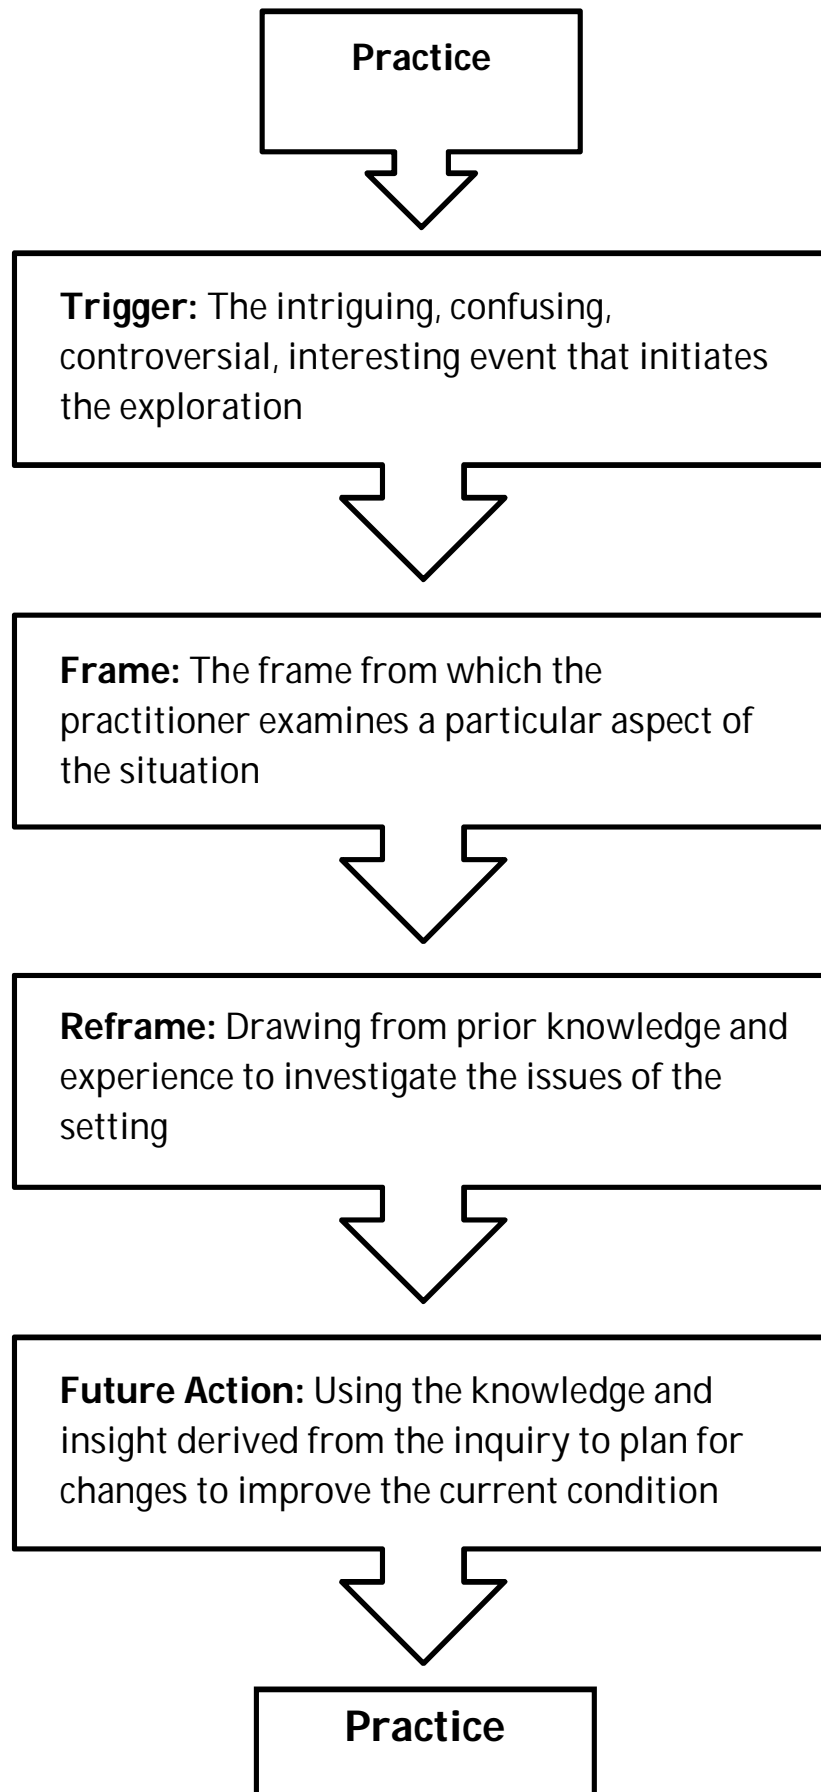 Practice
Trigger: The intriguing, confusing,
controversial, interesting event that initiates
the exploration
Frame: The frame from which the
practitioner examines a particular aspect of
the situation
Reframe: Drawing from prior knowledge and
experience to investigate the issues of the
setting
Future Action: Using the knowledge and
insight derived from the inquiry to plan for
changes to improve the current condition
Practice